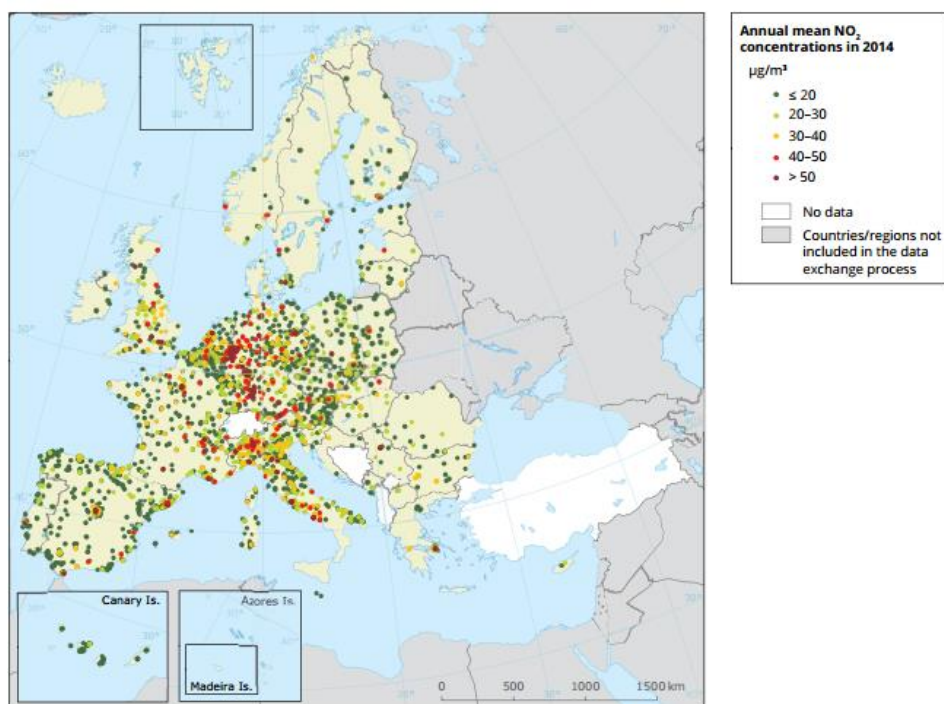 Annual mean NO₂
concentrations in 2014
µg/m³
≤ 20
20–30
30–40
40–50
> 50
No data
Countries/regions not
included in the data
exchange process
Canary Is.
Azores Is.
Madeira Is.
0 500 1000 1500 km